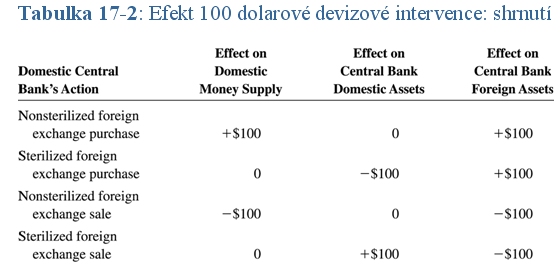 Tabulka 17-2: Efekt 100 dolarové devizové intervence: shrnutí
Effect on Effect on Effect on
Domestic Central Domestic Central Bank Central Bank
Bank's Action Money Supply Domestic Assets Foreign Assets
Nonsterilized foreign
exchange purchase +$100 0 +$100
Sterilized foreign
exchange purchase 0 −$100 +$100
Nonsterilized foreign
exchange sale −$100 0 −$100
Sterilized foreign
exchange sale 0 +$100 −$100